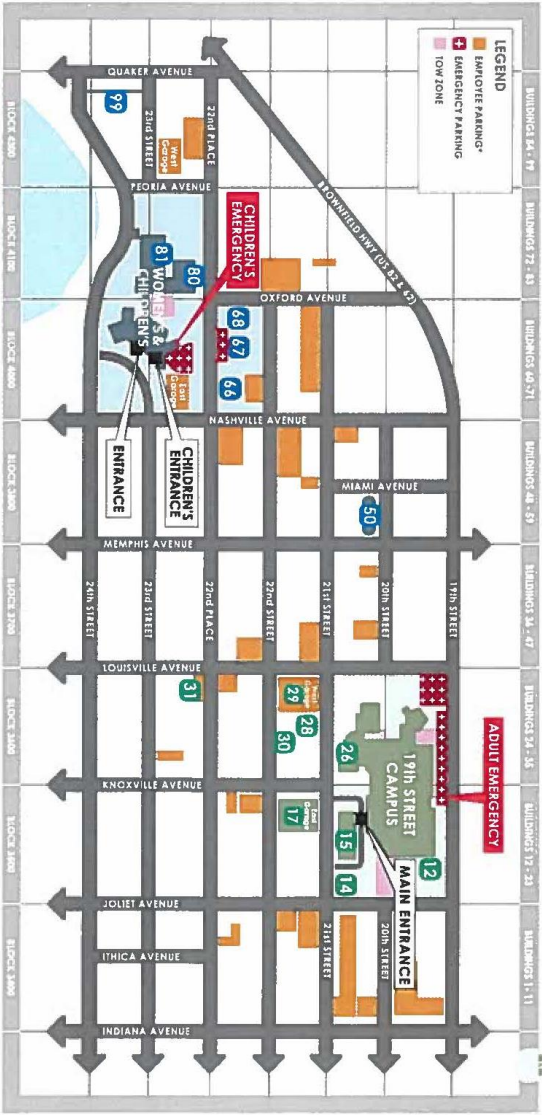 LEGEND
EMPLOYEE PARKING*
EMERGENCY PARKING
TOW ZONE
BUILDINGS 84 - 99
BUILDINGS 72 - 83
BUILDINGS 60 -71
BUILDINGS 48 - 59
BUILDINGS 36 - 47
BUILDINGS 24 - 35
BUILDINGS 12 - 23
BUILDINGS 1 - 11
QUAKER AVENUE
PEORIA AVENUE
BROWNFIELD HWY (US 82 & 62)
OXFORD AVENUE
NASHVILLE AVENUE
MIAMI AVENUE
MEMPHIS AVENUE
LOUISVILLE AVENUE
KNOXVILLE AVENUE
JOLIET AVENUE
ITHICA AVENUE
INDIANA AVENUE
19th STREET
20th STREET
21st STREET
22nd STREET
22nd PLACE
23rd STREET
24th STREET
22nd PLACE
23rd STREET
20th STREET
21st STREET
99
West
Garage
81
80
WOMEN'S &
CHILDREN'S
CHILDREN'S
EMERGENCY
68
67
66
East
Garage
CHILDREN'S
ENTRANCE
ENTRANCE
50
ADULT EMERGENCY
19TH STREET
CAMPUS
MAIN ENTRANCE
West
Garage
29
28
30
31
26
East
Garage
17
15
14
12
BLOCK 4300
BLOCK 4100
BLOCK 4000
BLOCK 3800
BLOCK 3700
BLOCK 3600
BLOCK 3500
BLOCK 3400